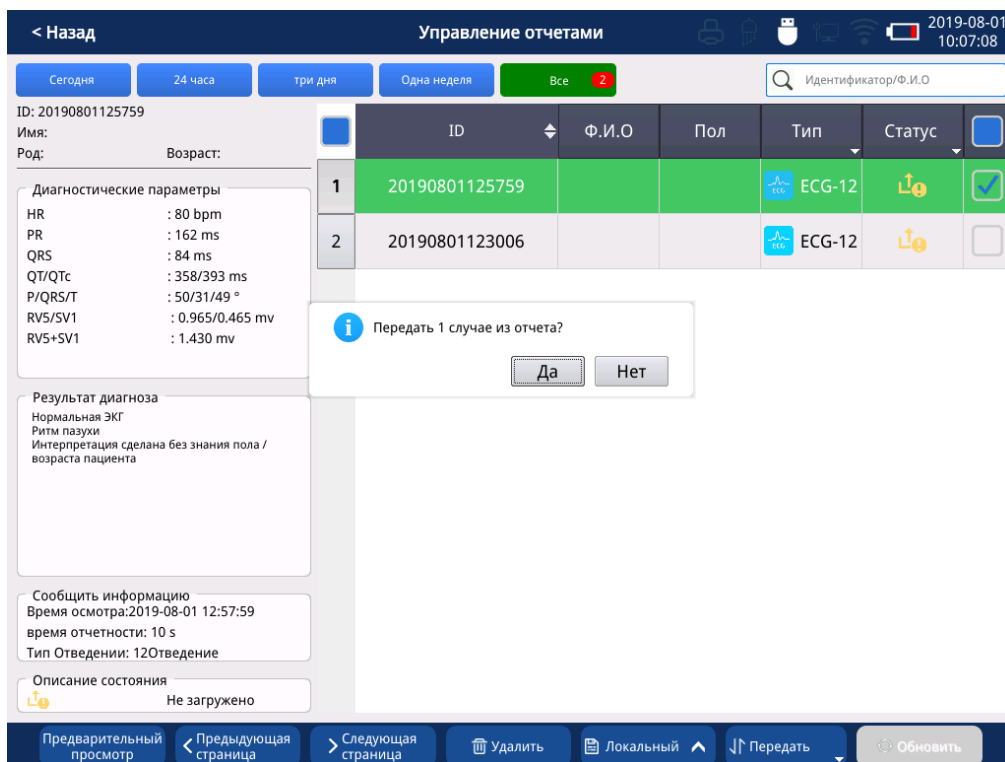 < Назад
Управление отчетами
2019-08-01
10:07:08
Сегодня
24 часа
три дня
Одна неделя
Все 2
Идентификатор/Ф.И.О
ID: 20190801125759
Имя:
Род: Возраст:
Диагностические параметры
HR : 80 bpm
PR : 162 ms
QRS : 84 ms
QT/QTc : 358/393 ms
P/QRS/T : 50/31/49 °
RV5/SV1 : 0.965/0.465 mv
RV5+SV1 : 1.430 mv
Результат диагноза
Нормальная ЭКГ
Ритм пазухи
Интерпретация сделана без знания пола /
возраста пациента
Сообщить информацию
Время осмотра:2019-08-01 12:57:59
время отчетности: 10 s
Тип Отведении: 12Отведение
Описание состояния
Не загружено
ID Ф.И.О Пол Тип Статус
1 20190801125759 ECG ECG-12
2 20190801123006 ECG ECG-12
Передать 1 случае из отчета?
Да Нет
Предварительный
просмотр
Предыдущая
страница
Следующая
страница
Удалить
Локальный
Передать
Обновить